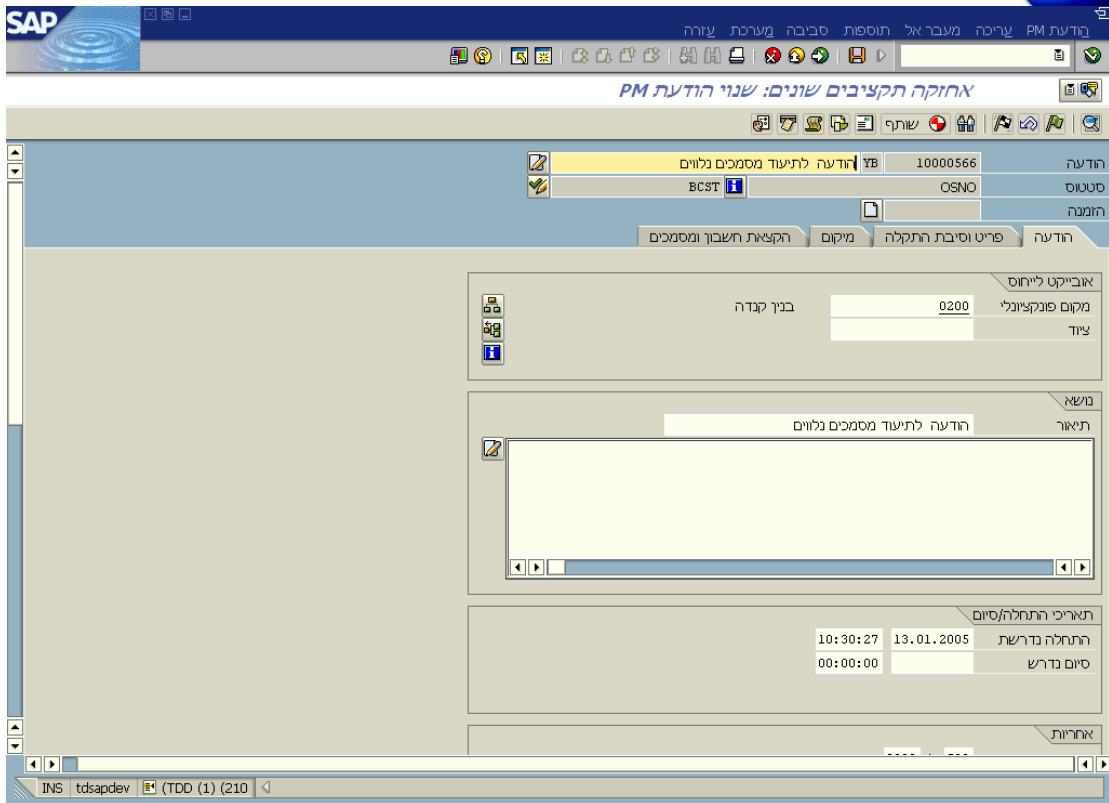 SAP
הודעת PM עריכה מעבר אל תוספות סביבה מערכת עזרה
אחזקה תקציבים שונים: שנוי הודעת PM
שותף
הודעה 10000566 YB הודעה לתיעוד מסמכים נלווים
סטטוס OSNO BCST
הזמנה
הודעה פריט וסיבת התקלה מיקום הקצאת חשבון ומסמכים
אובייקט לייחוס
מקום פונקציונלי 0200 בנין קנדה
ציוד
נושא
תיאור הודעה לתיעוד מסמכים נלווים
תאריכי התחלה/סיום
התחלה נדרשת 13.01.2005 10:30:27
סיום נדרש 00:00:00
אחריות
INS tdsapdev (TDD (1) (210